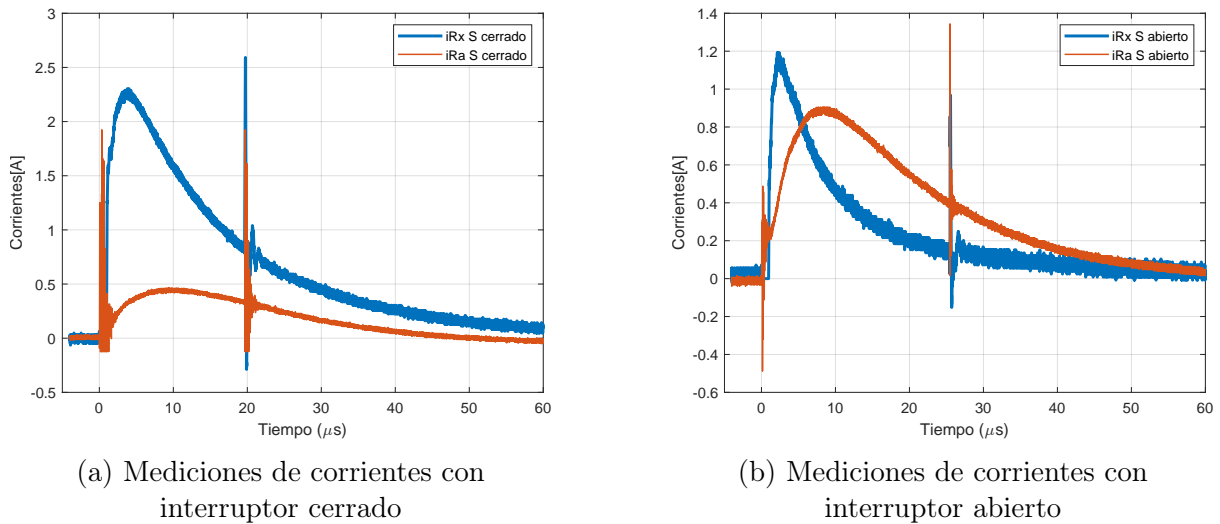 3
2.5
2
1.5
1
0.5
0
-0.5
Corrientes[A]
0 10 20 30 40 50 60
Tiempo (μs)
iRx S cerrado
iRa S cerrado
(a) Mediciones de corrientes con
interruptor cerrado
1.4
1.2
1
0.8
0.6
0.4
0.2
0
-0.2
-0.4
-0.6
Corrientes[A]
0 10 20 30 40 50 60
Tiempo (μs)
iRx S abierto
iRa S abierto
(b) Mediciones de corrientes con
interruptor abierto